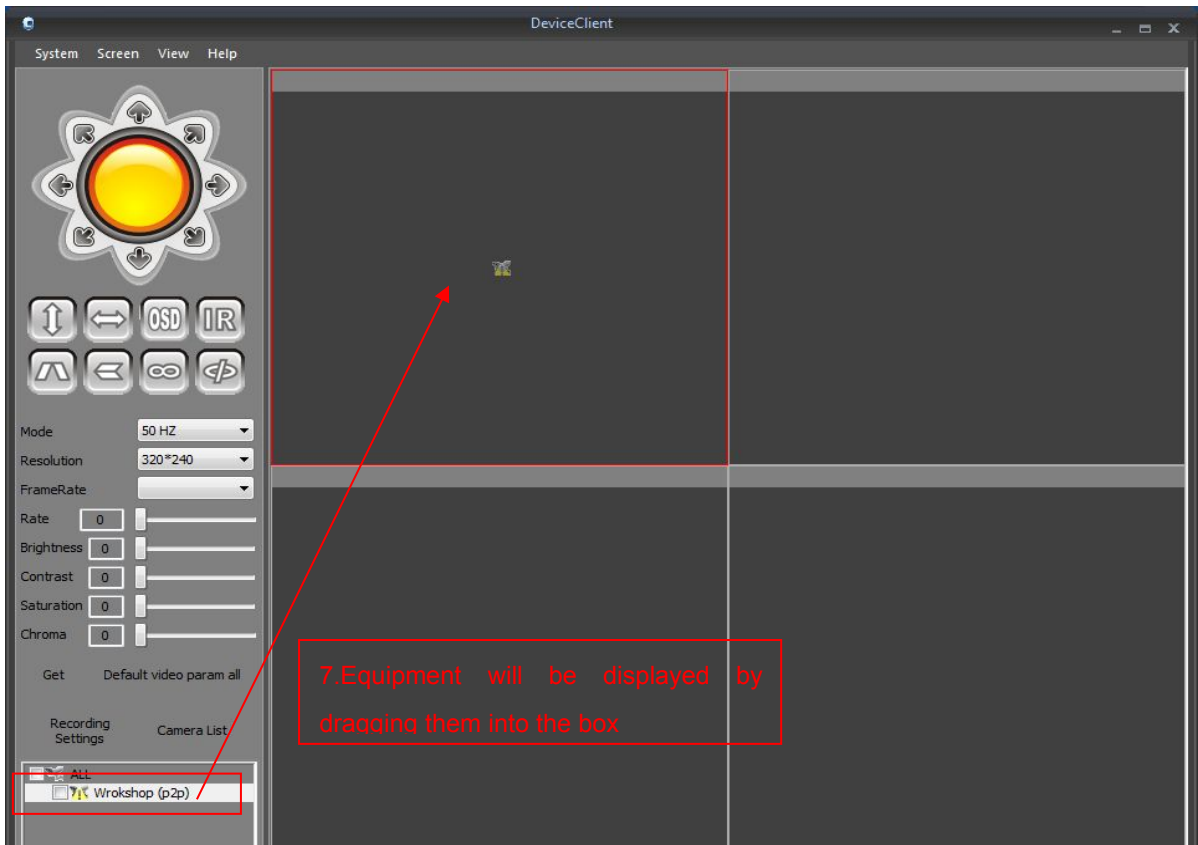 DeviceClient
System Screen View Help
OSD IR
Mode 50 HZ
Resolution 320*240
FrameRate
Rate 0
Brightness 0
Contrast 0
Saturation 0
Chroma 0
Get Default video param all
Recording Settings Camera List
ALL
Wrokshop (p2p)
7.Equipment will be displayed by
dragging them into the box